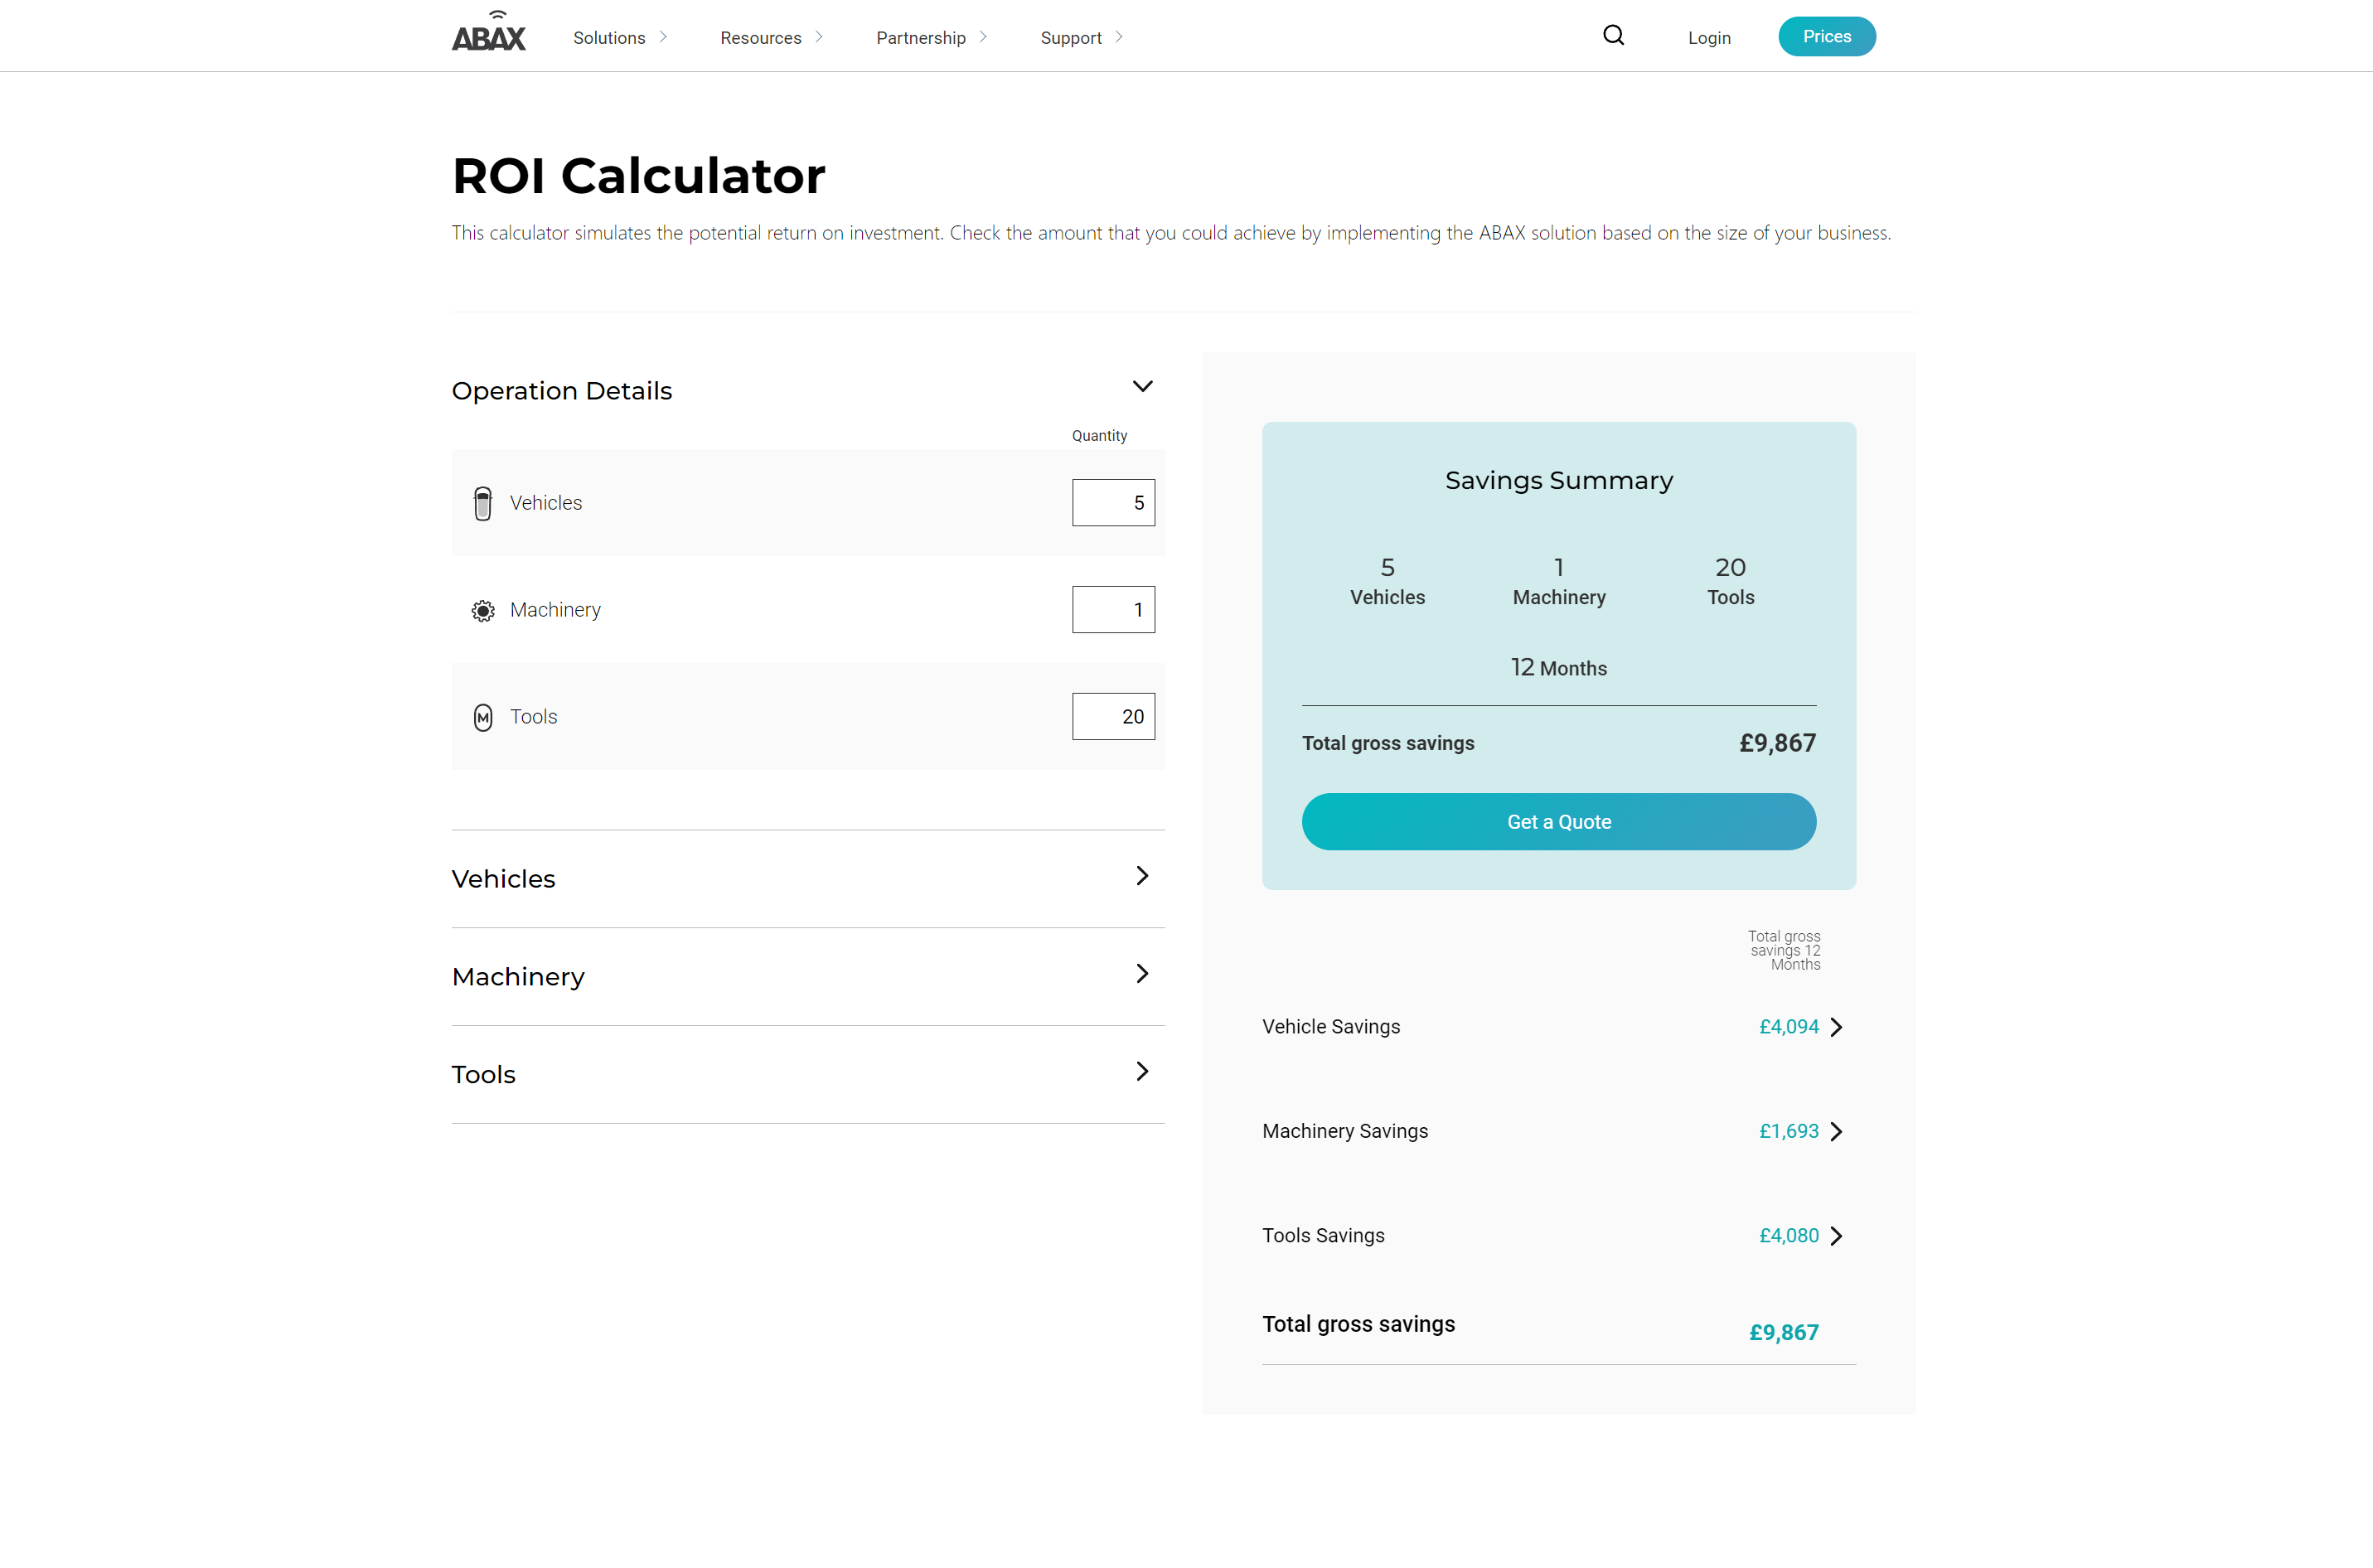 ABAX
Solutions
Resources
Partnership
Support
Login
Prices
ROI Calculator
This calculator simulates the potential return on investment. Check the amount that you could achieve by implementing the ABAX solution based on the size of your business.
Operation Details
Quantity
Vehicles 5
Machinery 1
M Tools 20
Vehicles
Machinery
Tools
Savings Summary
5 1 20
Vehicles Machinery Tools
12 Months
Total gross savings £9,867
Get a Quote
Total gross
savings 12
Months
Vehicle Savings £4,094
Machinery Savings £1,693
Tools Savings £4,080
Total gross savings £9,867